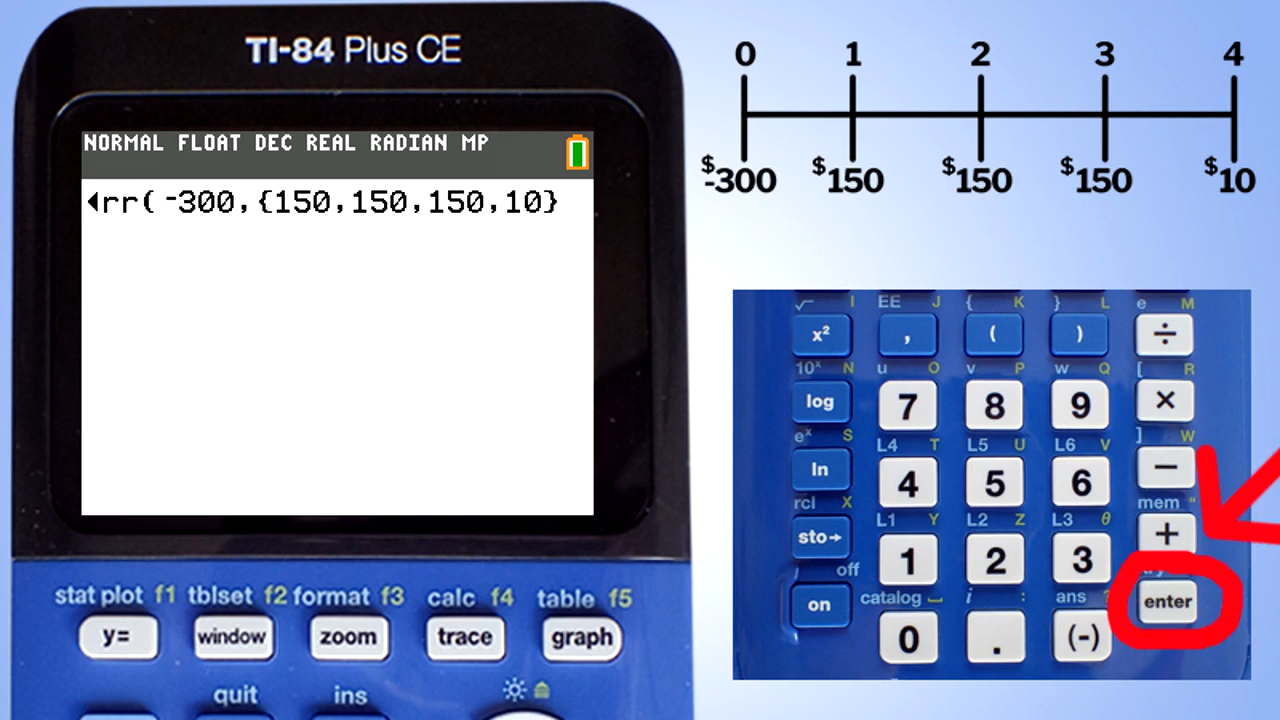 TI-84 Plus CE
NORMAL FLOAT DEC REAL RADIAN MP
rr( -300,{150,150,150,10}
stat plot f1 tblset f2 format f3 calc f4 table f5
y= window zoom trace graph
quit ins
0 1 2 3 4
$-300 $150 $150 $150 $10
√ I EE J { K } L e M
x² , ( ) ÷
10ˣ N u O v P w Q [ R
log 7 8 9 ×
eˣ S L4 T L5 U L6 V ] W
ln 4 5 6 −
rcl X L1 Y L2 Z L3 θ mem "
sto→ 1 2 3 +
off catalog i : ans ?
on 0 . (-) enter